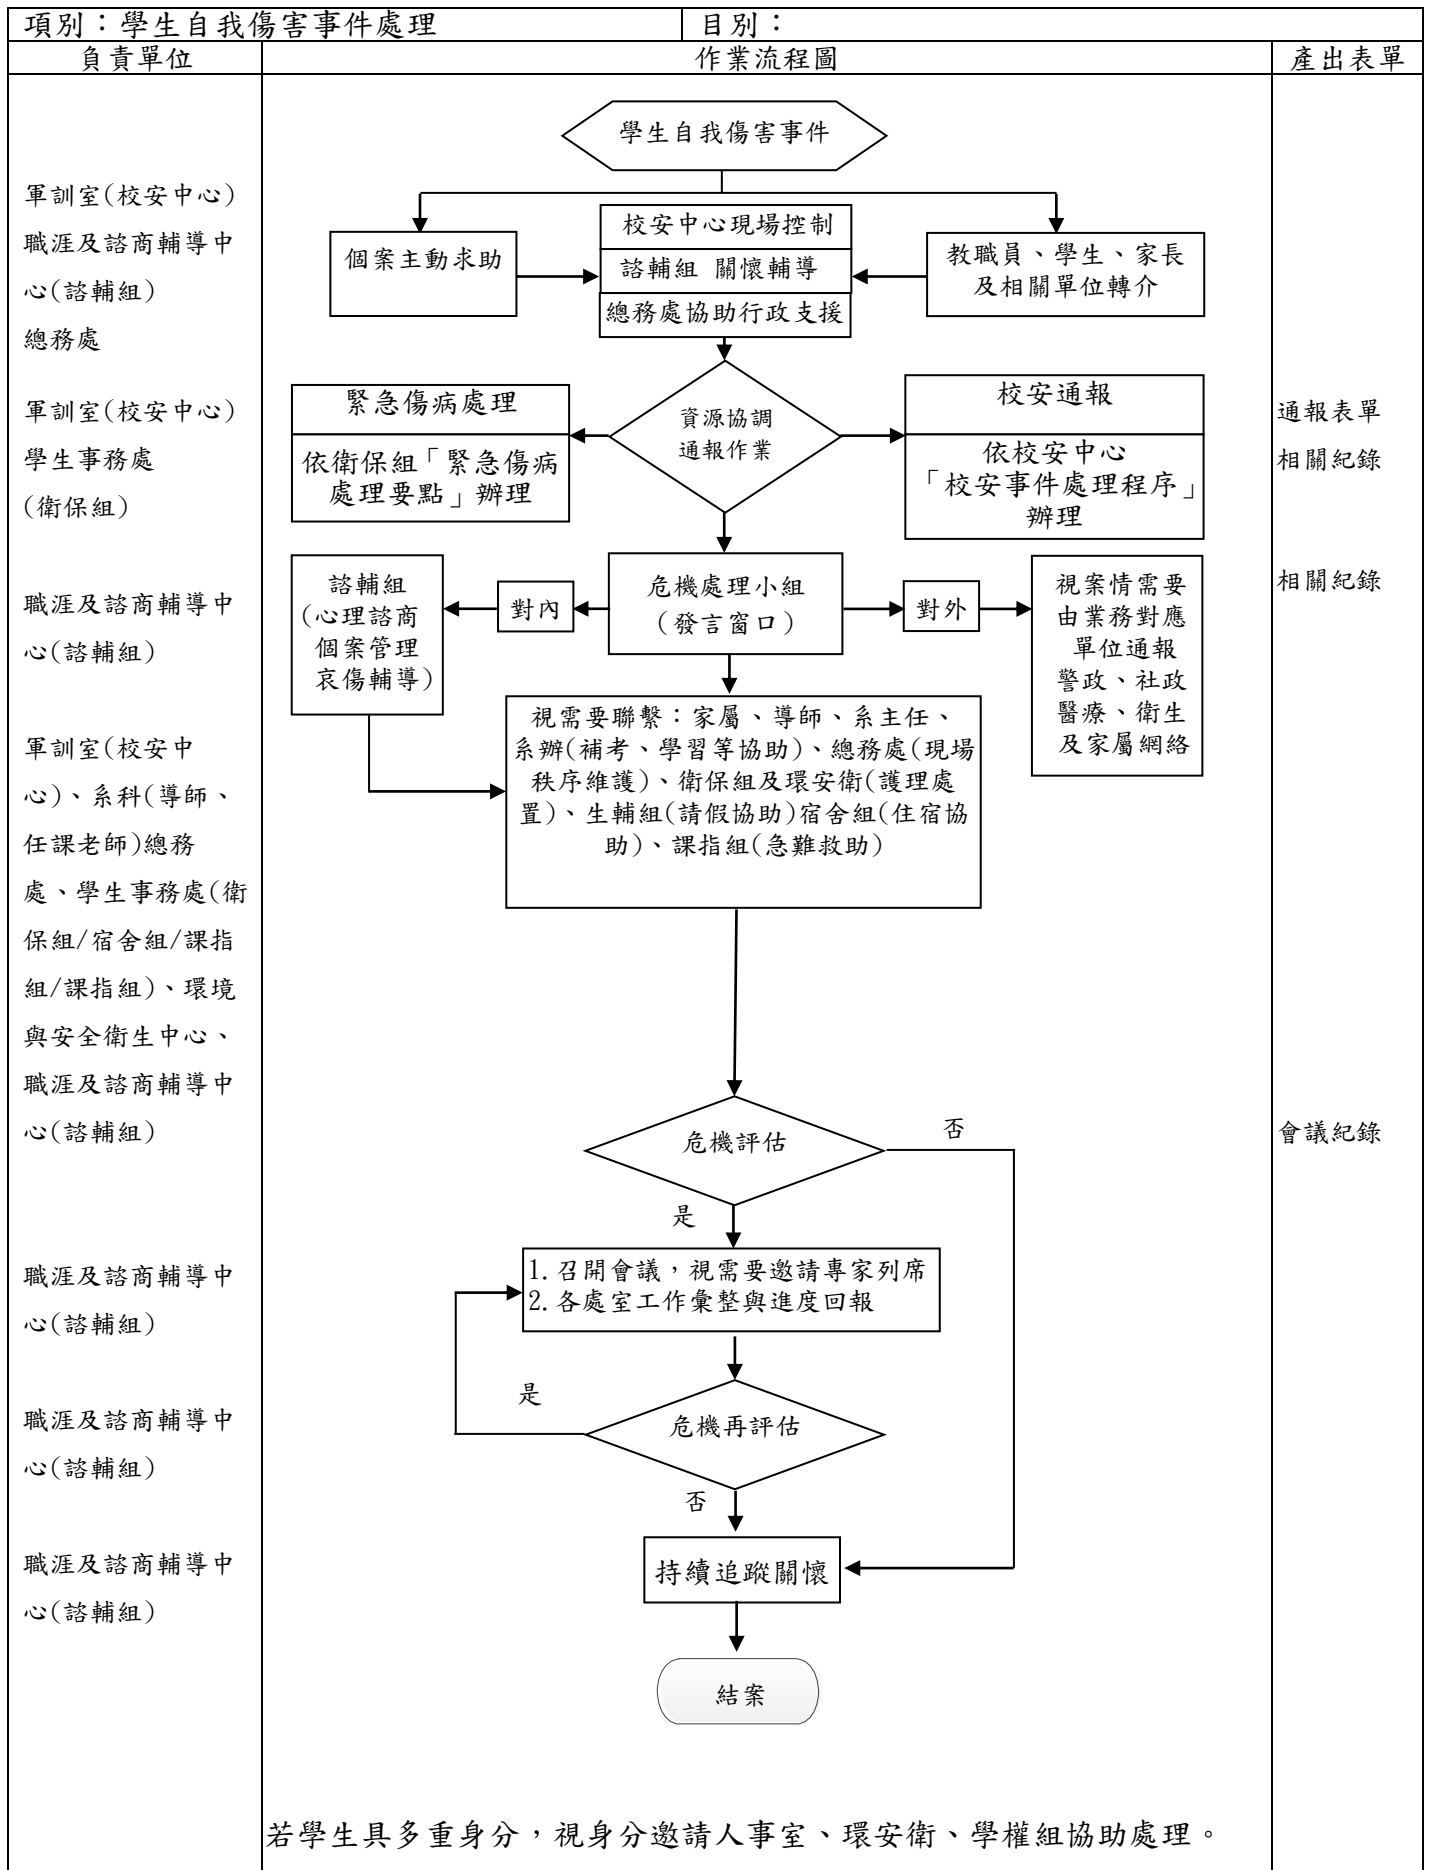 項別：學生自我傷害事件處理
目別：
負責單位
作業流程圖
產出表單
學生自我傷害事件
軍訓室(校安中心)
職涯及諮商輔導中
心(諮輔組)
總務處
個案主動求助
校安中心現場控制
諮輔組 關懷輔導
總務處協助行政支援
教職員、學生、家長
及相關單位轉介
軍訓室(校安中心)
學生事務處
(衛保組)
緊急傷病處理
依衛保組「緊急傷病
處理要點」辦理
資源協調
通報作業
校安通報
依校安中心
「校安事件處理程序」
辦理
通報表單
相關紀錄
職涯及諮商輔導中
心(諮輔組)
諮輔組
(心理諮商
個案管理
哀傷輔導)
對內
危機處理小組
(發言窗口)
對外
視案情需要
由業務對應
單位通報
警政、社政
醫療、衛生
及家屬網絡
相關紀錄
軍訓室(校安中
心)、系科(導師、
任課老師)總務
處、學生事務處(衛
保組/宿舍組/課指
組/課指組)、環境
與安全衛生中心、
職涯及諮商輔導中
心(諮輔組)
視需要聯繫：家屬、導師、系主任、
系辦(補考、學習等協助)、總務處(現場
秩序維護)、衛保組及環安衛(護理處
置)、生輔組(請假協助)宿舍組(住宿協
助)、課指組(急難救助)
危機評估
否
是
會議紀錄
職涯及諮商輔導中
心(諮輔組)
1.召開會議，視需要邀請專家列席
2.各處室工作彙整與進度回報
職涯及諮商輔導中
心(諮輔組)
是
危機再評估
否
職涯及諮商輔導中
心(諮輔組)
持續追蹤關懷
結案
若學生具多重身分，視身分邀請人事室、環安衛、學權組協助處理。